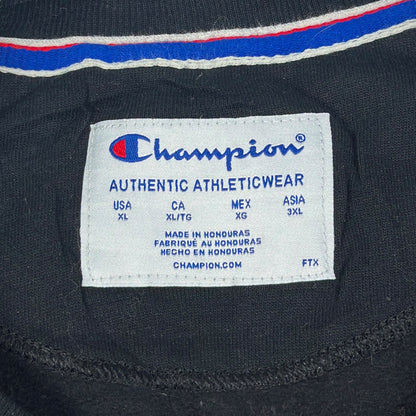 Champion®
AUTHENTIC ATHLETICWEAR
USA CA MEX ASIA
XL XL/TG XG 3XL
MADE IN HONDURAS
FABRIQUÉ AU HONDURAS
HECHO EN HONDURAS
CHAMPION.COM FTX